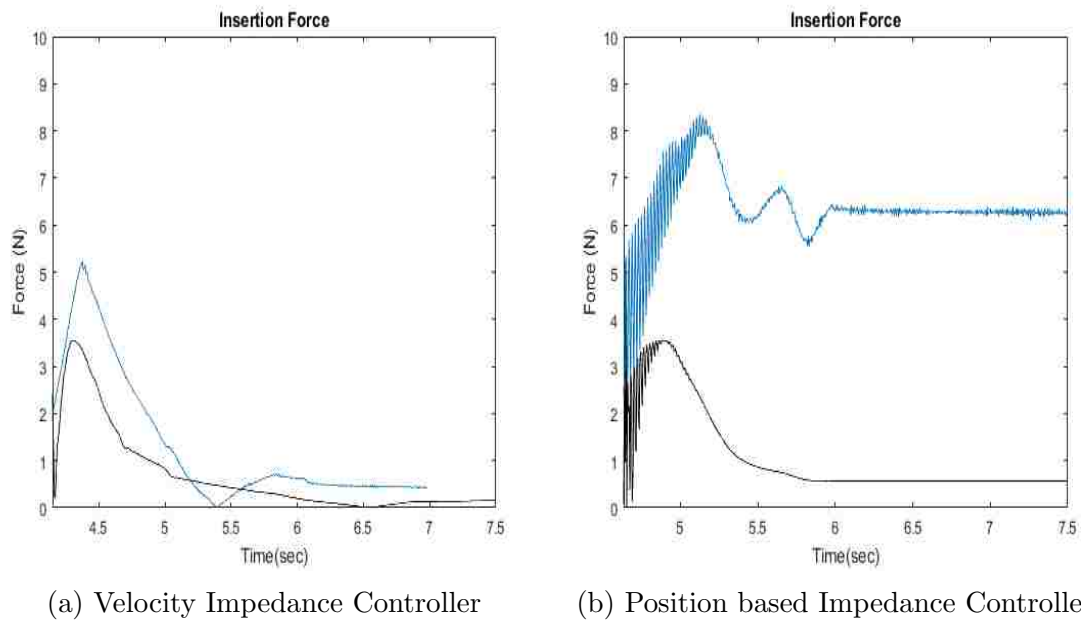 Insertion Force
10
9
8
7
6
5
4
3
2
1
0
Force (N)
4.5 5 5.5 6 6.5 7 7.5
Time(sec)
(a) Velocity Impedance Controller
Insertion Force
10
9
8
7
6
5
4
3
2
1
0
Force (N)
5 5.5 6 6.5 7 7.5
Time(sec)
(b) Position based Impedance Controlle